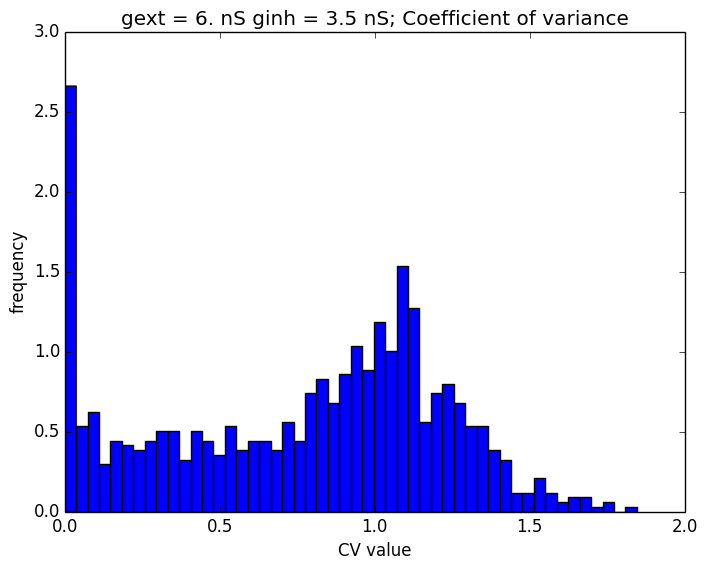 gext = 6. nS ginh = 3.5 nS; Coefficient of variance
3.0
2.5
2.0
1.5
1.0
0.5
0.0
frequency
0.0 0.5 1.0 1.5 2.0
CV value